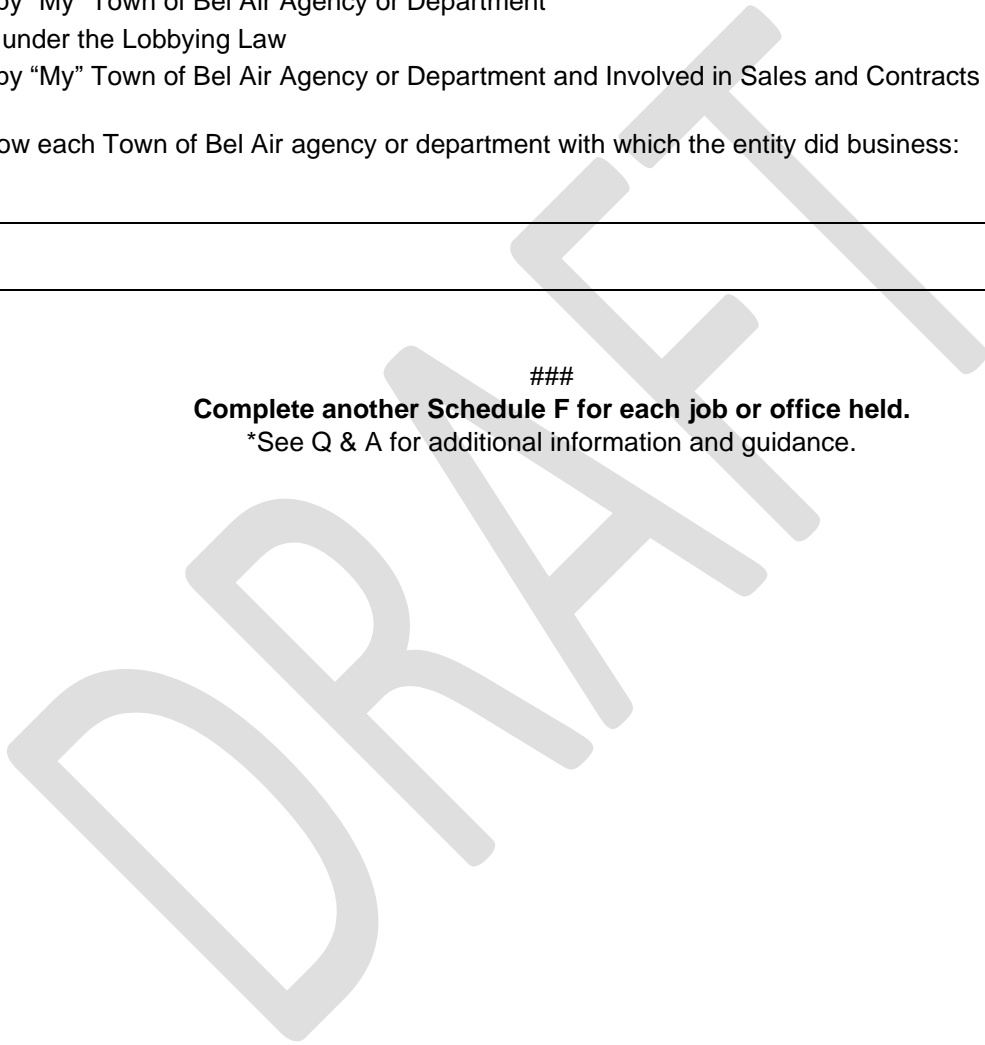 by “My” Town of Bel Air Agency or Department
under the Lobbying Law
by “My” Town of Bel Air Agency or Department and Involved in Sales and Contracts
ow each Town of Bel Air agency or department with which the entity did business:
###
Complete another Schedule F for each job or office held.
*See Q & A for additional information and guidance.
DRAFT